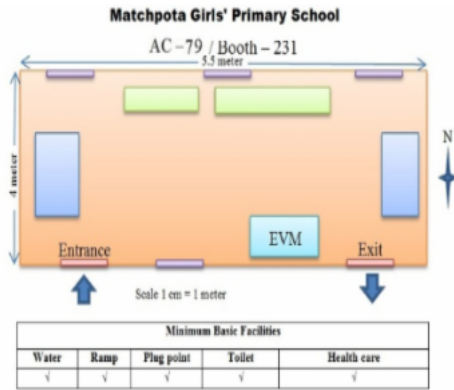 Matchpota Girls' Primary School
AC – 79 / Booth – 231
5.5 meter
4 meter
N
EVM
Entrance
Exit
Scale 1 cm = 1 meter
Minimum Basic Facilities
Water Ramp Plug point Toilet Health care
√ √ √ √ √